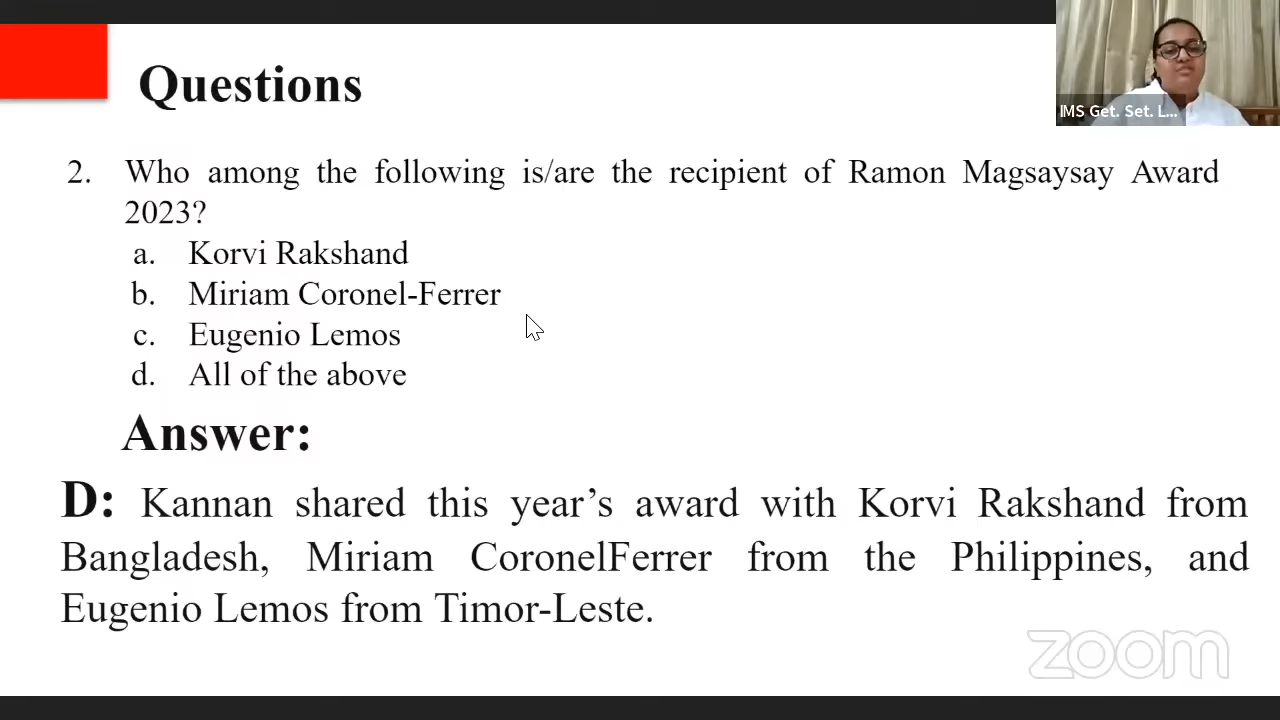 Questions
IMS Get. Set. L...
2. Who among the following is/are the recipient of Ramon Magsaysay Award
2023?
a. Korvi Rakshand
b. Miriam Coronel-Ferrer
c. Eugenio Lemos
d. All of the above
Answer:
D: Kannan shared this year’s award with Korvi Rakshand from
Bangladesh, Miriam CoronelFerrer from the Philippines, and
Eugenio Lemos from Timor-Leste.
zoom